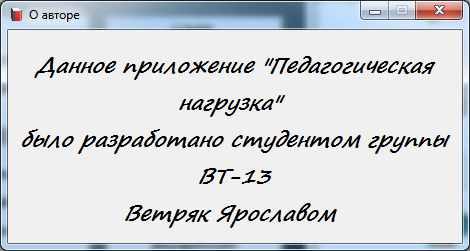 О авторе
Данное приложение "Педагогическая
нагрузка"
было разработано студентом группы
ВТ-13
Ветряк Ярославом